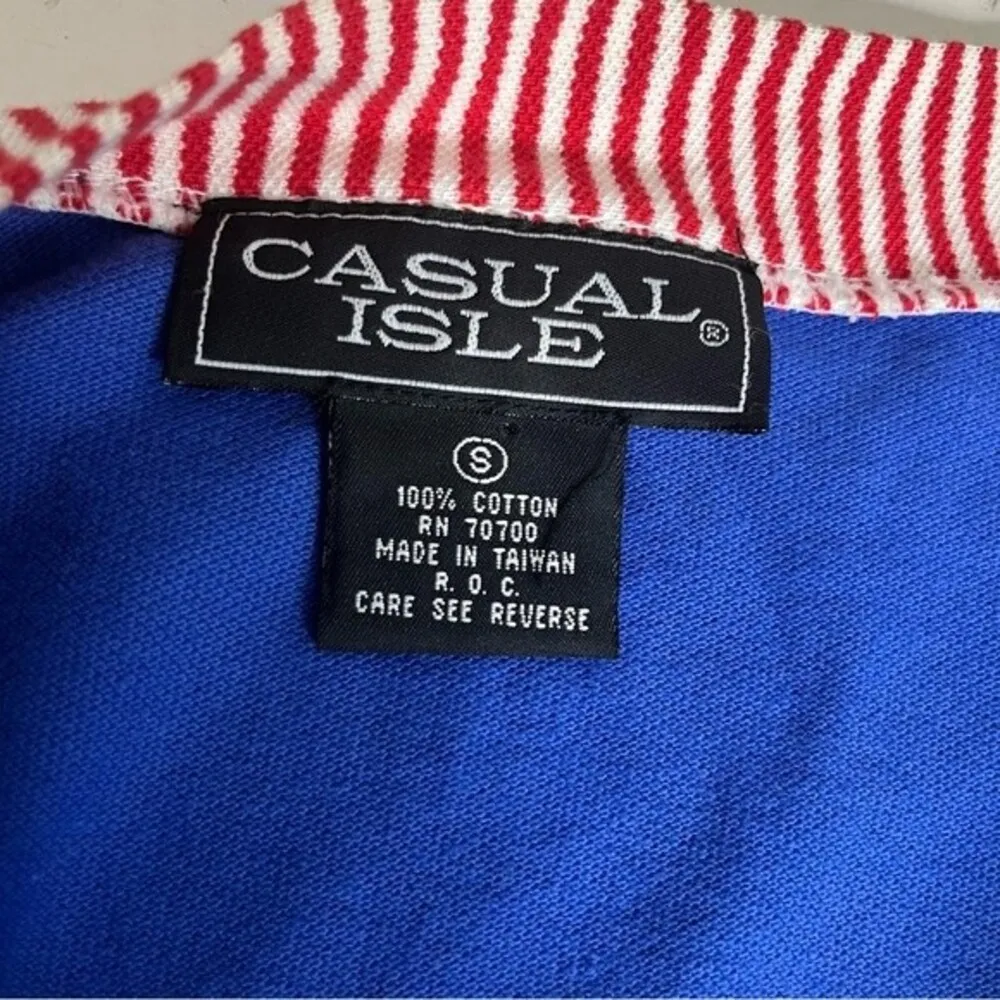 CASUAL
ISLE®
S
100% COTTON
RN 70700
MADE IN TAIWAN
R. O. C.
CARE SEE REVERSE